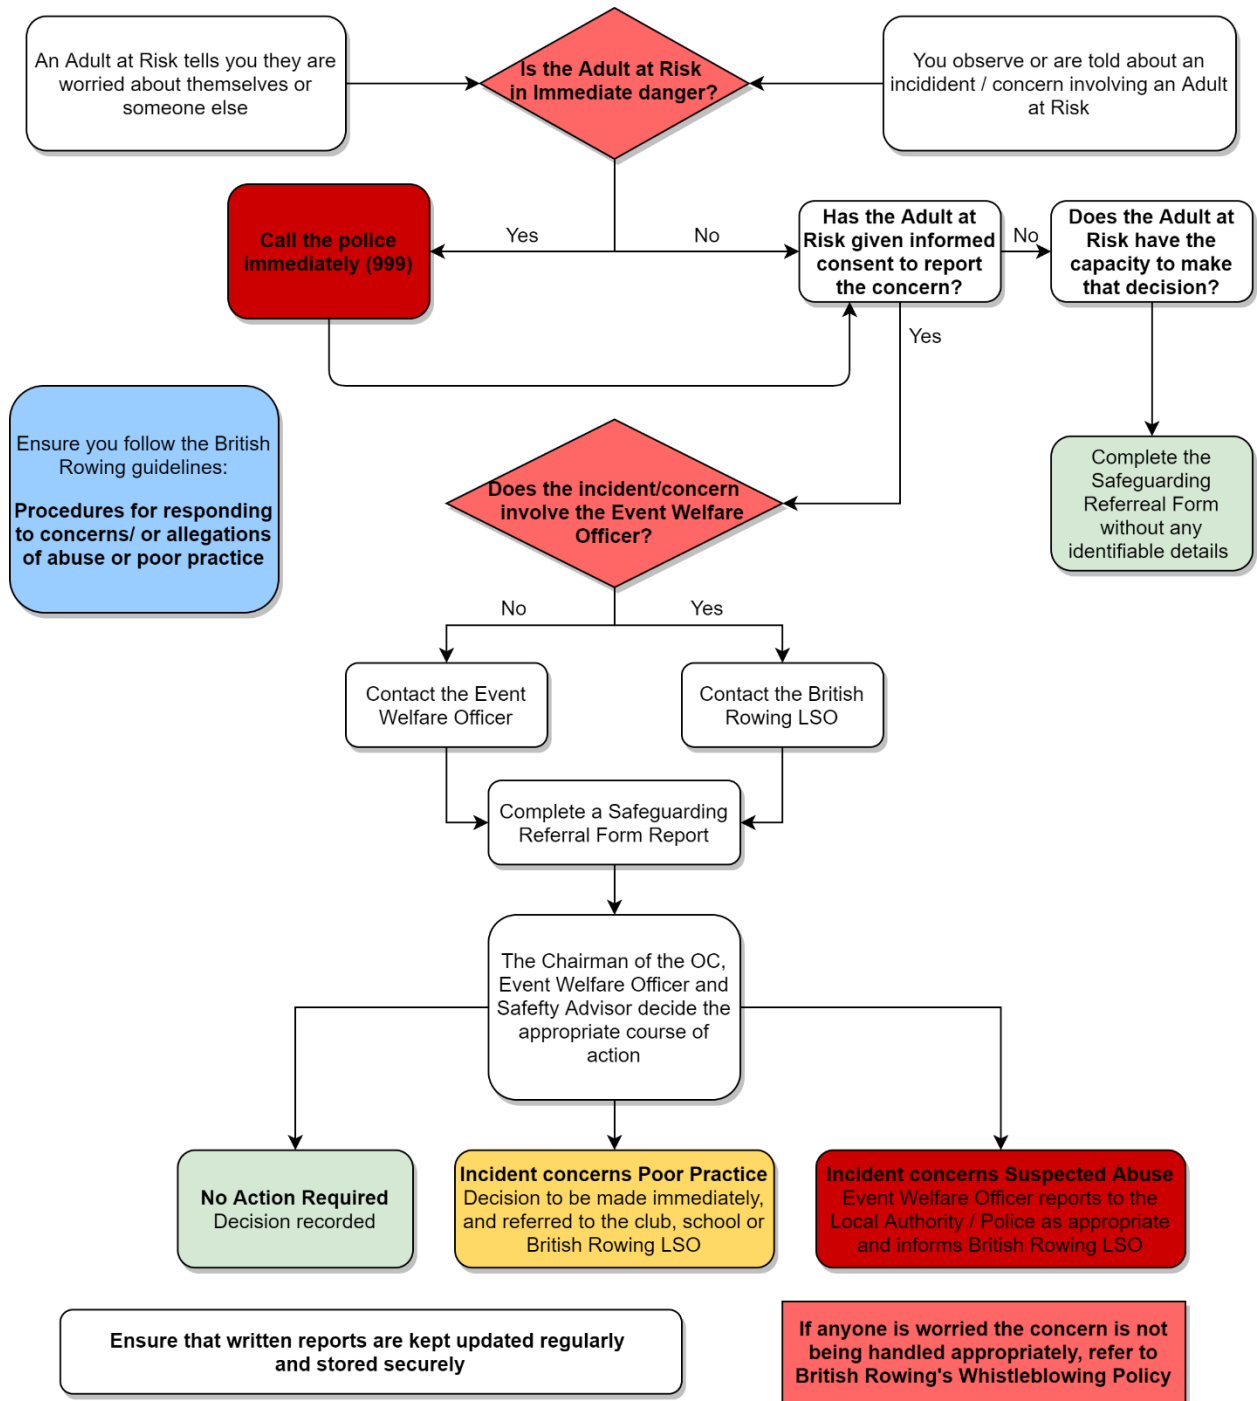 An Adult at Risk tells you they are
worried about themselves or
someone else
Is the Adult at Risk
in Immediate danger?
You observe or are told about an
incidident / concern involving an Adult
at Risk
Call the police
immediately (999)
Yes
No
Has the Adult at
Risk given informed
consent to report
the concern?
No
Does the Adult at
Risk have the
capacity to make
that decision?
Yes
Ensure you follow the British
Rowing guidelines:
Procedures for responding
to concerns/ or allegations
of abuse or poor practice
Does the incident/concern
involve the Event Welfare
Officer?
Complete the
Safeguarding
Referreal Form
without any
identifiable details
No
Yes
Contact the Event
Welfare Officer
Contact the British
Rowing LSO
Complete a Safeguarding
Referral Form Report
The Chairman of the OC,
Event Welfare Officer and
Safefty Advisor decide the
appropriate course of
action
No Action Required
Decision recorded
Incident concerns Poor Practice
Decision to be made immediately,
and referred to the club, school or
British Rowing LSO
Incident concerns Suspected Abuse
Event Welfare Officer reports to the
Local Authority / Police as appropriate
and informs British Rowing LSO
Ensure that written reports are kept updated regularly
and stored securely
If anyone is worried the concern is not
being handled appropriately, refer to
British Rowing's Whistleblowing Policy